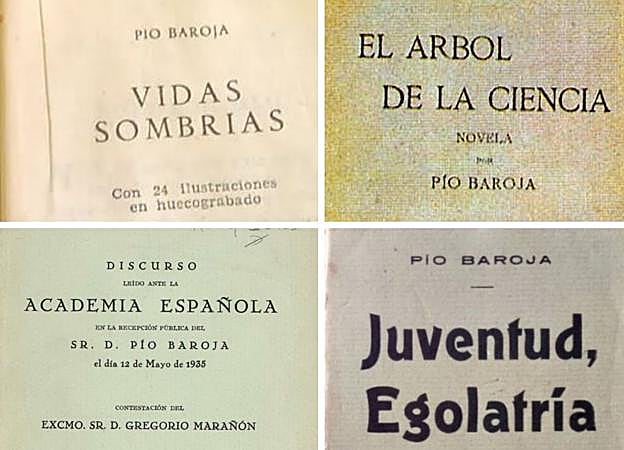 PIO BAROJA
VIDAS
SOMBRIAS
Con 24 Ilustraciones
en huecograbado
EL ARBOL
DE LA CIENCIA
NOVELA
POR
PÍO BAROJA
DISCURSO
LEÍDO ANTE LA
ACADEMIA ESPAÑOLA
EN LA RECEPCIÓN PÚBLICA DEL
SR. D. PÍO BAROJA
el día 12 de Mayo de 1935
CONTESTACIÓN DEL
EXCMO. SR. D. GREGORIO MARAÑÓN
PÍO BAROJA
Juventud,
Egolatría